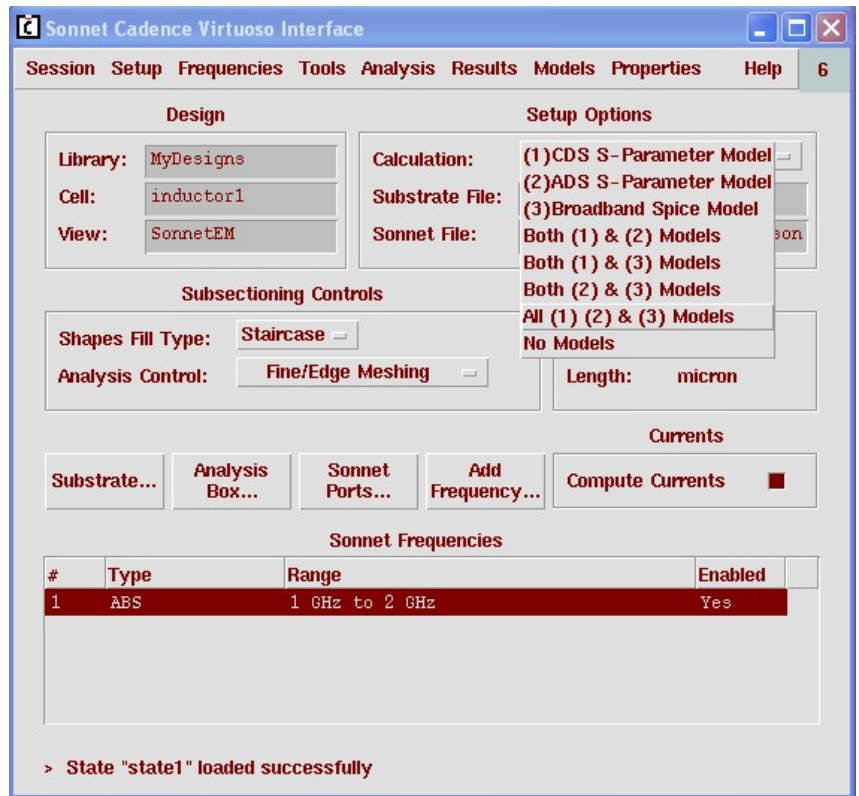 Sonnet Cadence Virtuoso Interface
Session Setup Frequencies Tools Analysis Results Models Properties Help 6
Design
Library: MyDesigns
Cell: inductor1
View: SonnetEM
Setup Options
Calculation:
Substrate File:
Sonnet File:
(1)CDS S-Parameter Model
(2)ADS S-Parameter Model
(3)Broadband Spice Model
Both (1) & (2) Models
Both (1) & (3) Models
Both (2) & (3) Models
All (1) (2) & (3) Models
No Models
son
Subsectioning Controls
Shapes Fill Type: Staircase
Analysis Control: Fine/Edge Meshing
Length: micron
Currents
Substrate...
Analysis
Box...
Sonnet
Ports...
Add
Frequency...
Compute Currents
Sonnet Frequencies
# Type Range Enabled
1 ABS 1 GHz to 2 GHz Yes
> State "state1" loaded successfully